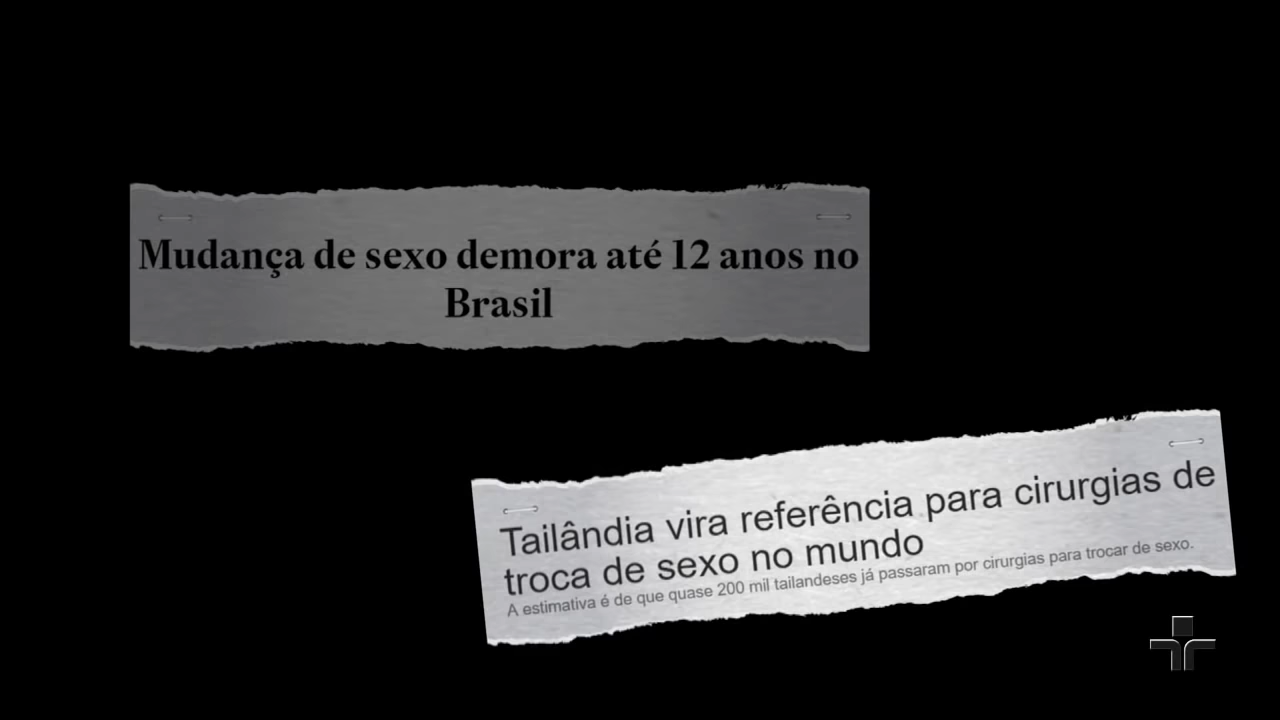 Mudança de sexo demora até 12 anos no
Brasil
Tailândia vira referência para cirurgias de
troca de sexo no mundo
A estimativa é de que quase 200 mil tailandeses já passaram por cirurgias para trocar de sexo.